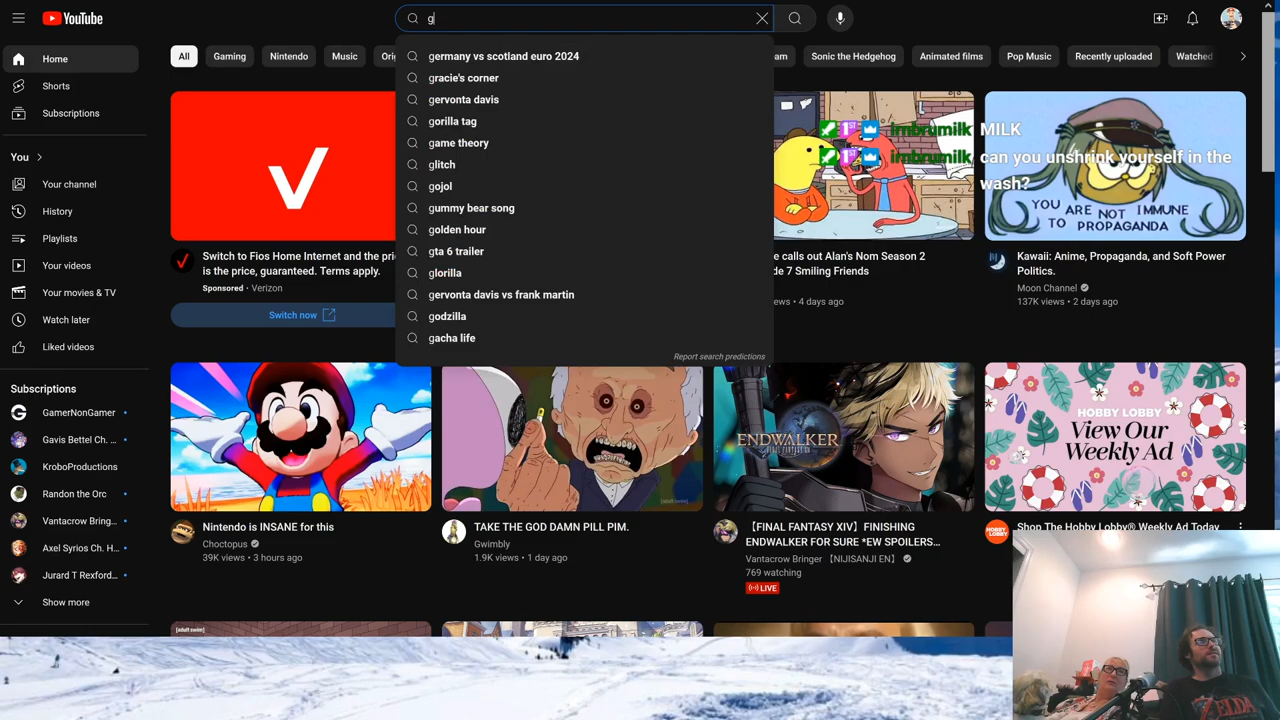 YouTube
g
Home
Shorts
Subscriptions
You
Your channel
History
Playlists
Your videos
Your movies & TV
Watch later
Liked videos
Subscriptions
GamerNonGamer
Gavis Bettel Ch. ...
KroboProductions
Randon the Orc
Vantacrow Bring...
Axel Syrios Ch. H...
Jurard T Rexford...
Show more
All
Gaming
Nintendo
Music
Sonic the Hedgehog
Animated films
Pop Music
Recently uploaded
Watched
germany vs scotland euro 2024
gracie's corner
gervonta davis
gorilla tag
game theory
glitch
gojol
gummy bear song
golden hour
gta 6 trailer
glorilla
gervonta davis vs frank martin
godzilla
gacha life
Report search predictions
Switch to Fios Home Internet and the pri
is the price, guaranteed. Terms apply.
Sponsored · Verizon
Switch now
e calls out Alan's Nom Season 2
de 7 Smiling Friends
ews • 4 days ago
irnbrumilk MILK
irnbrumilk can you unshrink yourself in the
wash?
YOU ARE NOT IMMUNE
TO PROPAGANDA
Kawaii: Anime, Propaganda, and Soft Power
Politics.
Moon Channel
137K views • 2 days ago
Nintendo is INSANE for this
Choctopus
39K views • 3 hours ago
[adult swim]
TAKE THE GOD DAMN PILL PIM.
Gwimbly
1.9K views • 1 day ago
FINAL FANTASY XIV
ENDWALKER
【FINAL FANTASY XIV】FINISHING
ENDWALKER FOR SURE *EW SPOILERS...
Vantacrow Bringer 【NIJISANJI EN】
769 watching
LIVE
HOBBY LOBBY
View Our
Weekly Ad
HOBBY LOBBY
Shop The Hobby Lobby® Weekly Ad Today
[adult swim]
ZELDA